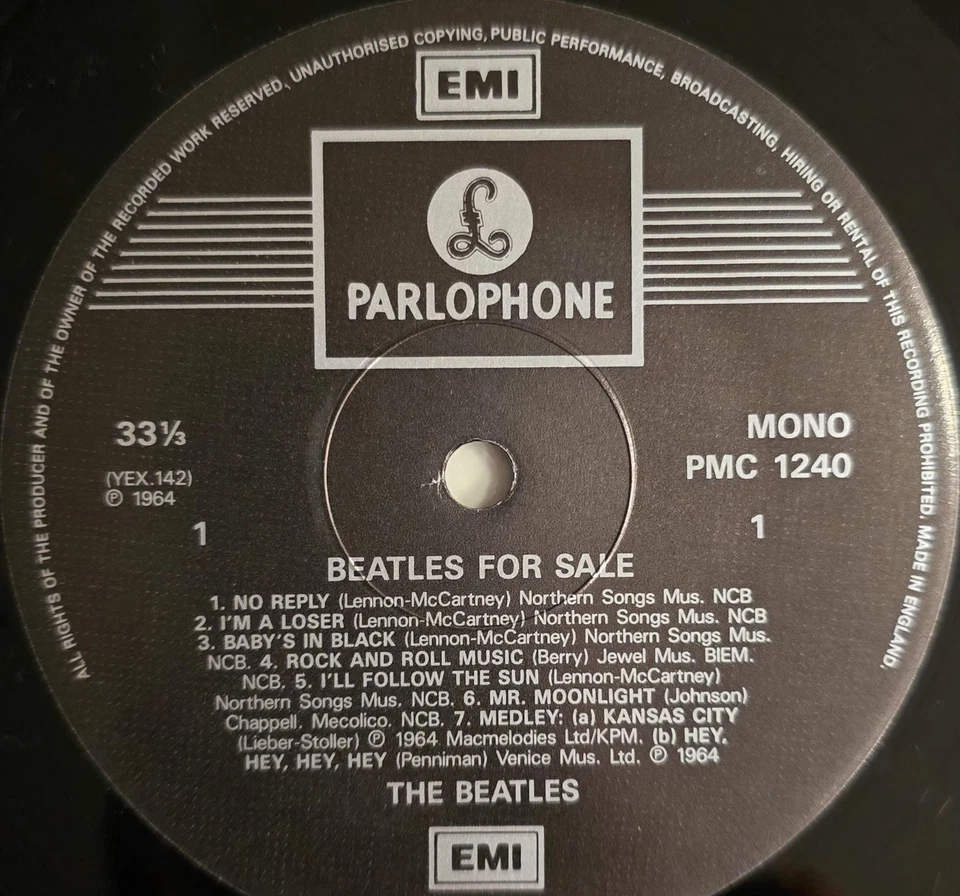 ALL RIGHTS OF THE PRODUCER AND OF THE OWNER OF THE RECORDED WORK RESERVED, UNAUTHORISED COPYING, PUBLIC PERFORMANCE, BROADCASTING, HIRING OR RENTAL OF THIS RECORDING PROHIBITED. MADE IN ENGLAND.
EMI
£
PARLOPHONE
33⅓
MONO
(YEX.142)
PMC 1240
℗ 1964
1
1
BEATLES FOR SALE
1. NO REPLY (Lennon-McCartney) Northern Songs Mus. NCB
2. I'M A LOSER (Lennon-McCartney) Northern Songs Mus. NCB
3. BABY'S IN BLACK (Lennon-McCartney) Northern Songs Mus.
NCB. 4. ROCK AND ROLL MUSIC (Berry) Jewel Mus. BIEM.
NCB. 5. I'LL FOLLOW THE SUN (Lennon-McCartney)
Northern Songs Mus. NCB. 6. MR. MOONLIGHT (Johnson)
Chappell. Mecolico. NCB. 7. MEDLEY: (a) KANSAS CITY
(Lieber-Stoller) ℗ 1964 Macmelodies Ltd/KPM. (b) HEY,
HEY, HEY, HEY (Penniman) Venice Mus. Ltd. ℗ 1964
THE BEATLES
EMI